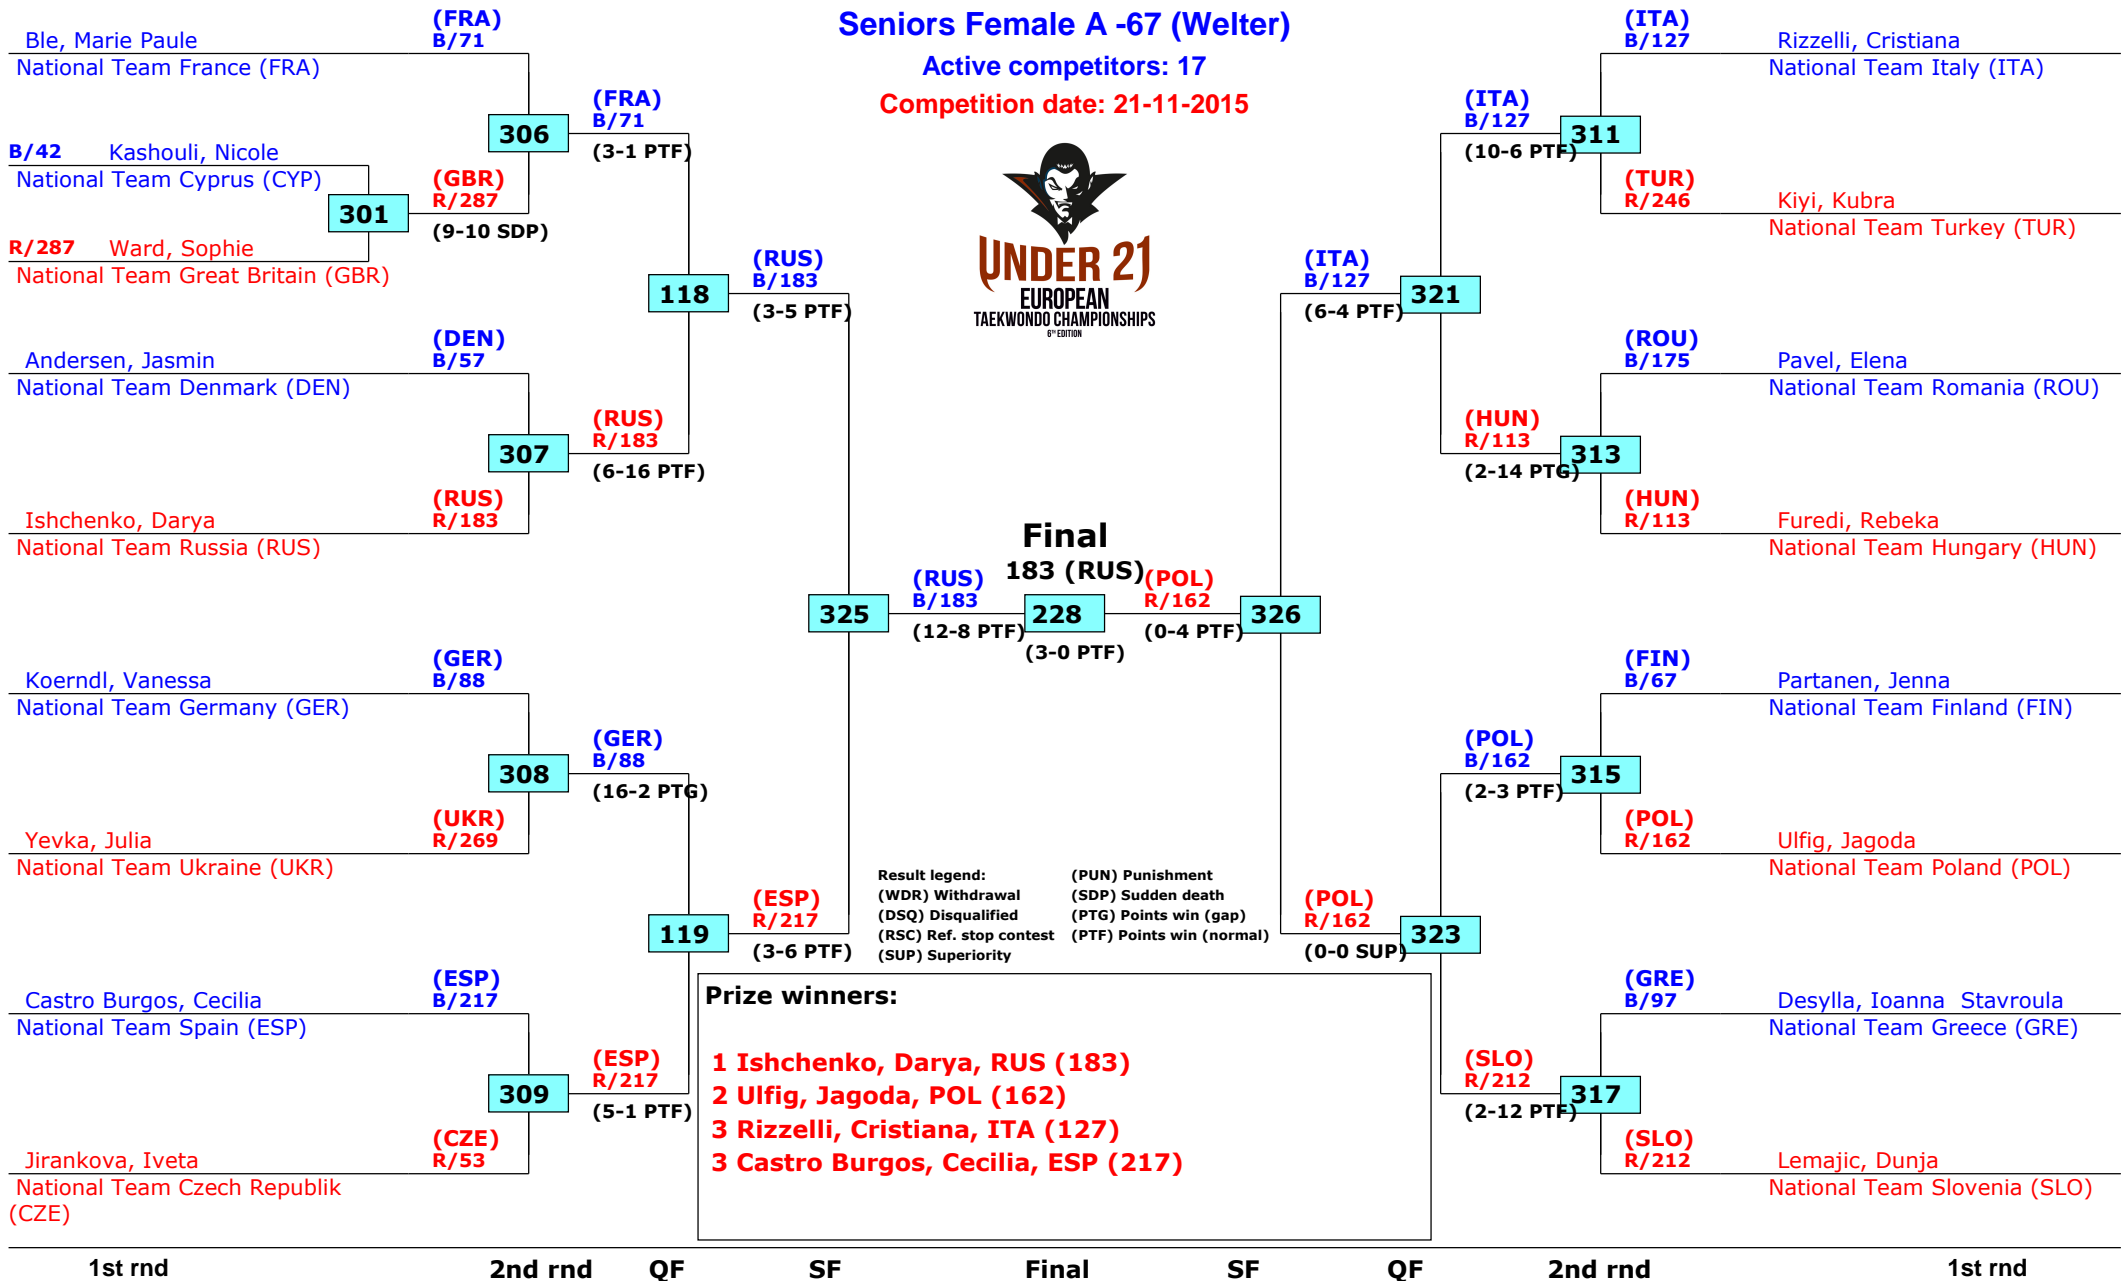 Seniors Female A -67 (Welter)
Active competitors: 17
Competition date: 21-11-2015
UNDER 21
EUROPEAN
TAEKWONDO CHAMPIONSHIPS
6TH EDITION
(FRA)
B/71
Ble, Marie Paule
National Team France (FRA)
B/42 Kashouli, Nicole
National Team Cyprus (CYP)
301
R/287 Ward, Sophie
National Team Great Britain (GBR)
(GBR)
R/287
(9-10 SDP)
306
(FRA)
B/71
(3-1 PTF)
(DEN)
B/57
Andersen, Jasmin
National Team Denmark (DEN)
307
(RUS)
R/183
Ishchenko, Darya
National Team Russia (RUS)
(RUS)
R/183
(6-16 PTF)
118
(RUS)
B/183
(3-5 PTF)
(GER)
B/88
Koerndl, Vanessa
National Team Germany (GER)
308
(UKR)
R/269
Yevka, Julia
National Team Ukraine (UKR)
(GER)
B/88
(16-2 PTG)
119
(ESP)
R/217
(3-6 PTF)
(ESP)
B/217
Castro Burgos, Cecilia
National Team Spain (ESP)
309
(CZE)
R/53
Jirankova, Iveta
National Team Czech Republik
(CZE)
(ESP)
R/217
(5-1 PTF)
325
(RUS)
B/183
(12-8 PTF)
Final
183 (RUS)
228
(3-0 PTF)
(POL)
R/162
(0-4 PTF)
326
(ITA)
B/127
Rizzelli, Cristiana
National Team Italy (ITA)
311
(ITA)
B/127
(10-6 PTF)
(TUR)
R/246
Kiyi, Kubra
National Team Turkey (TUR)
(ITA)
B/127
(6-4 PTF)
321
(ROU)
B/175
Pavel, Elena
National Team Romania (ROU)
313
(HUN)
R/113
(2-14 PTG)
(HUN)
R/113
Furedi, Rebeka
National Team Hungary (HUN)
(FIN)
B/67
Partanen, Jenna
National Team Finland (FIN)
315
(POL)
B/162
(2-3 PTF)
(POL)
R/162
Ulfig, Jagoda
National Team Poland (POL)
(POL)
R/162
(0-0 SUP)
323
(GRE)
B/97
Desylla, Ioanna  Stavroula
National Team Greece (GRE)
317
(SLO)
R/212
(2-12 PTF)
(SLO)
R/212
Lemajic, Dunja
National Team Slovenia (SLO)
Result legend:
(WDR) Withdrawal
(DSQ) Disqualified
(RSC) Ref. stop contest
(SUP) Superiority
(PUN) Punishment
(SDP) Sudden death
(PTG) Points win (gap)
(PTF) Points win (normal)
Prize winners:
1 Ishchenko, Darya, RUS (183)
2 Ulfig, Jagoda, POL (162)
3 Rizzelli, Cristiana, ITA (127)
3 Castro Burgos, Cecilia, ESP (217)
1st rnd 2nd rnd QF SF Final SF QF 2nd rnd 1st rnd